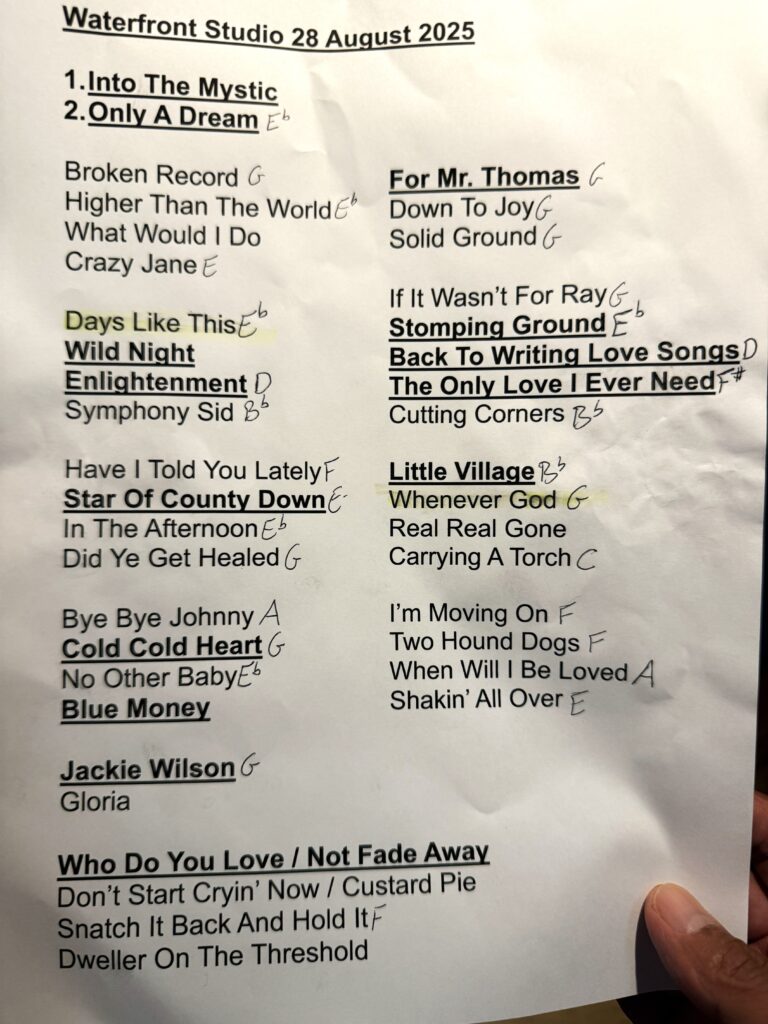 Waterfront Studio 28 August 2025
1.Into The Mystic
2.Only A Dream E♭
Broken Record G
Higher Than The World E♭
What Would I Do
Crazy Jane E
Days Like This E♭
Wild Night
Enlightenment D
Symphony Sid B♭
Have I Told You Lately F
Star Of County Down E
In The Afternoon E♭
Did Ye Get Healed G
Bye Bye Johnny A
Cold Cold Heart G
No Other Baby E♭
Blue Money
Jackie Wilson G
Gloria
Who Do You Love / Not Fade Away
Don't Start Cryin' Now / Custard Pie
Snatch It Back And Hold It F
Dweller On The Threshold
For Mr. Thomas G
Down To Joy G
Solid Ground G
If It Wasn't For Ray G
Stomping Ground E♭
Back To Writing Love Songs D
The Only Love I Ever Need F#
Cutting Corners B♭
Little Village B♭
Whenever God G
Real Real Gone
Carrying A Torch C
I'm Moving On F
Two Hound Dogs F
When Will I Be Loved A
Shakin' All Over E